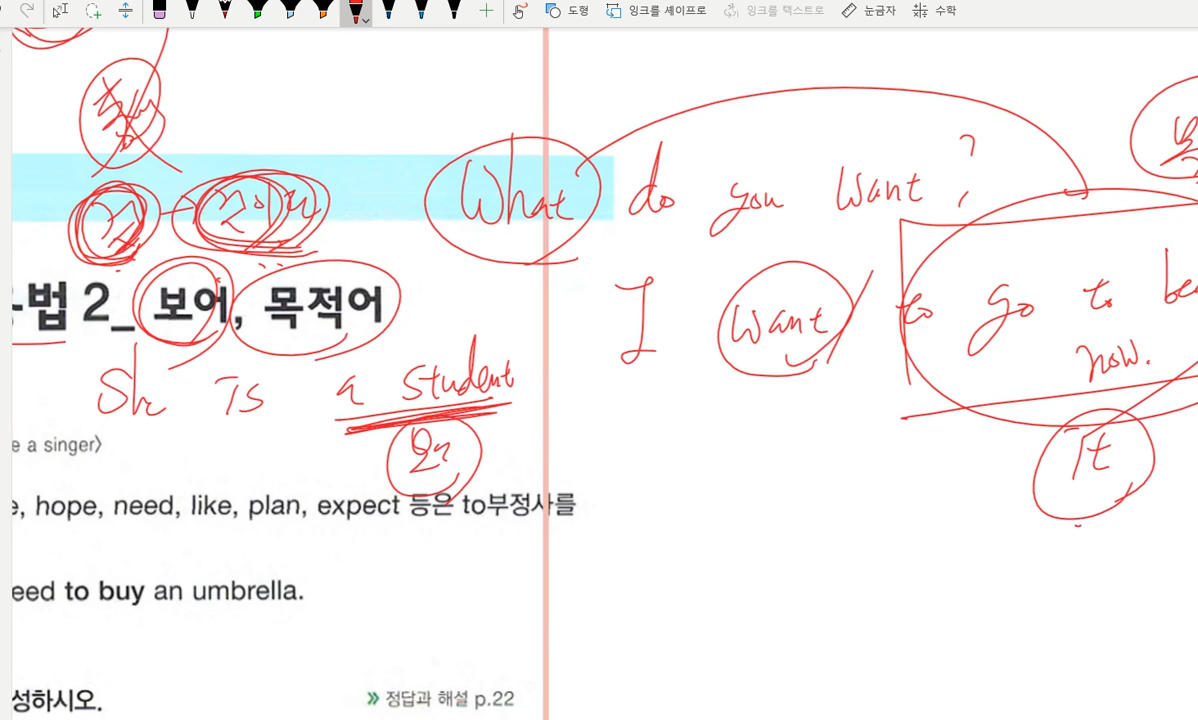 도형 잉크를 셰이프로 잉크를 텍스트로 눈금자 수학
What do you want?
법 2_ 보어, 목적어
I want to go to be
now.
She is a student
보어
It
e a singer〉
e, hope, need, like, plan, expect 등은 to부정사를
eed to buy an umbrella.
성하시오.
» 정답과 해설 p.22